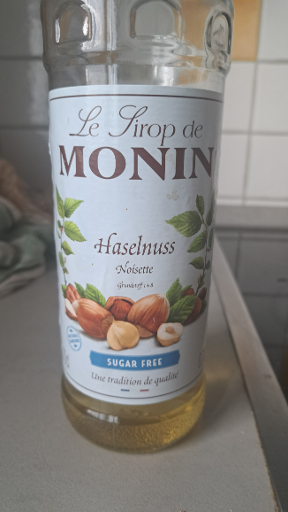 Le Sirop de
MONIN
Haselnuss
Noisette
SUGAR FREE
Une tradition de qualité